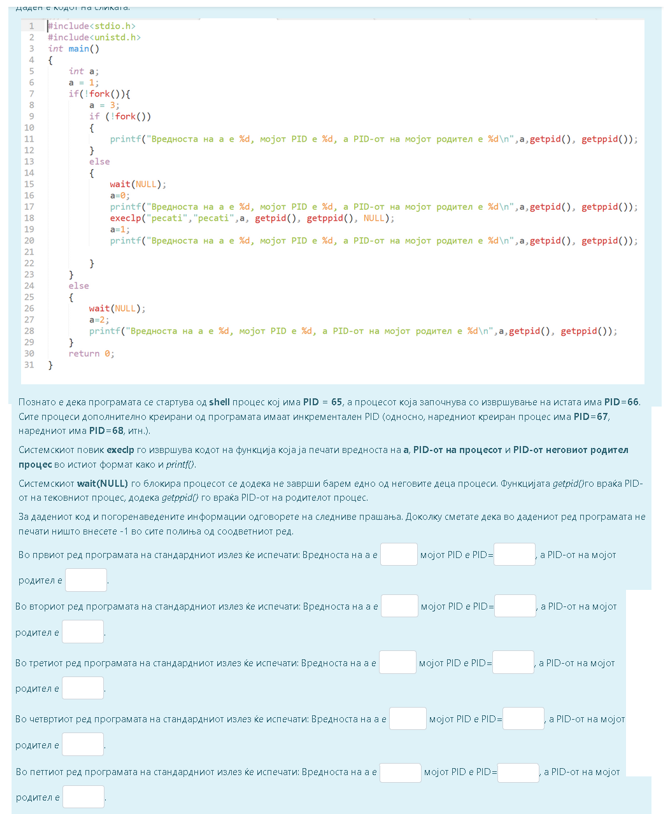 Даден е кодот на сликата.
1 #include<stdio.h>
2 #include<unistd.h>
3 int main()
4 {
5 int a;
6 a = 1;
7 if(!fork()){
8 a = 3;
9 if (!fork())
10 {
11 printf("Вредноста на a е %d, мојот PID е %d, а PID-от на мојот родител е %d\n",a,getpid(), getppid());
12 }
13 else
14 {
15 wait(NULL);
16 a=0;
17 printf("Вредноста на a е %d, мојот PID е %d, а PID-от на мојот родител е %d\n",a,getpid(), getppid());
18 execlp("pecati","pecati",a, getpid(), getppid(), NULL);
19 a=1;
20 printf("Вредноста на a е %d, мојот PID е %d, а PID-от на мојот родител е %d\n",a,getpid(), getppid());
21
22 }
23 }
24 else
25 {
26 wait(NULL);
27 a=2;
28 printf("Вредноста на a е %d, мојот PID е %d, а PID-от на мојот родител е %d\n",a,getpid(), getppid());
29 }
30 return 0;
31 }
Познато е дека програмата се стартува од shell процес кој има PID = 65, а процесот која започнува со извршување на истата има PID=66.
Сите процеси дополнително креирани од програмата имаат инкрементален PID (односно, наредниот креиран процес има PID=67,
наредниот има PID=68, итн.).
Системскиот повик execlp го извршува кодот на функција која ја печати вредноста на a, PID-от на процесот и PID-от неговиот родител
процес во истиот формат како и printf().
Системскиот wait(NULL) го блокира процесот се додека не заврши барем едно од неговите деца процеси. Функцијата getpid()го враќа PID-
от на тековниот процес, додека getppid() го враќа PID-от на родителот процес.
За дадениот код и погоренаведените информации одговорете на следниве прашања. Доколку сметате дека во дадениот ред програмата не
печати ништо внесете -1 во сите полиња од соодветниот ред.
Во првиот ред програмата на стандардниот излез ќе испечати: Вредноста на a е мојот PID е PID= , а PID-от на мојот
родител е .
Во вториот ред програмата на стандардниот излез ќе испечати: Вредноста на a е мојот PID е PID= , а PID-от на мојот
родител е .
Во третиот ред програмата на стандардниот излез ќе испечати: Вредноста на a е мојот PID е PID= , а PID-от на мојот
родител е .
Во четвртиот ред програмата на стандардниот излез ќе испечати: Вредноста на a е мојот PID е PID= , а PID-от на мојот
родител е .
Во петтиот ред програмата на стандардниот излез ќе испечати: Вредноста на a е мојот PID е PID= , а PID-от на мојот
родител е .